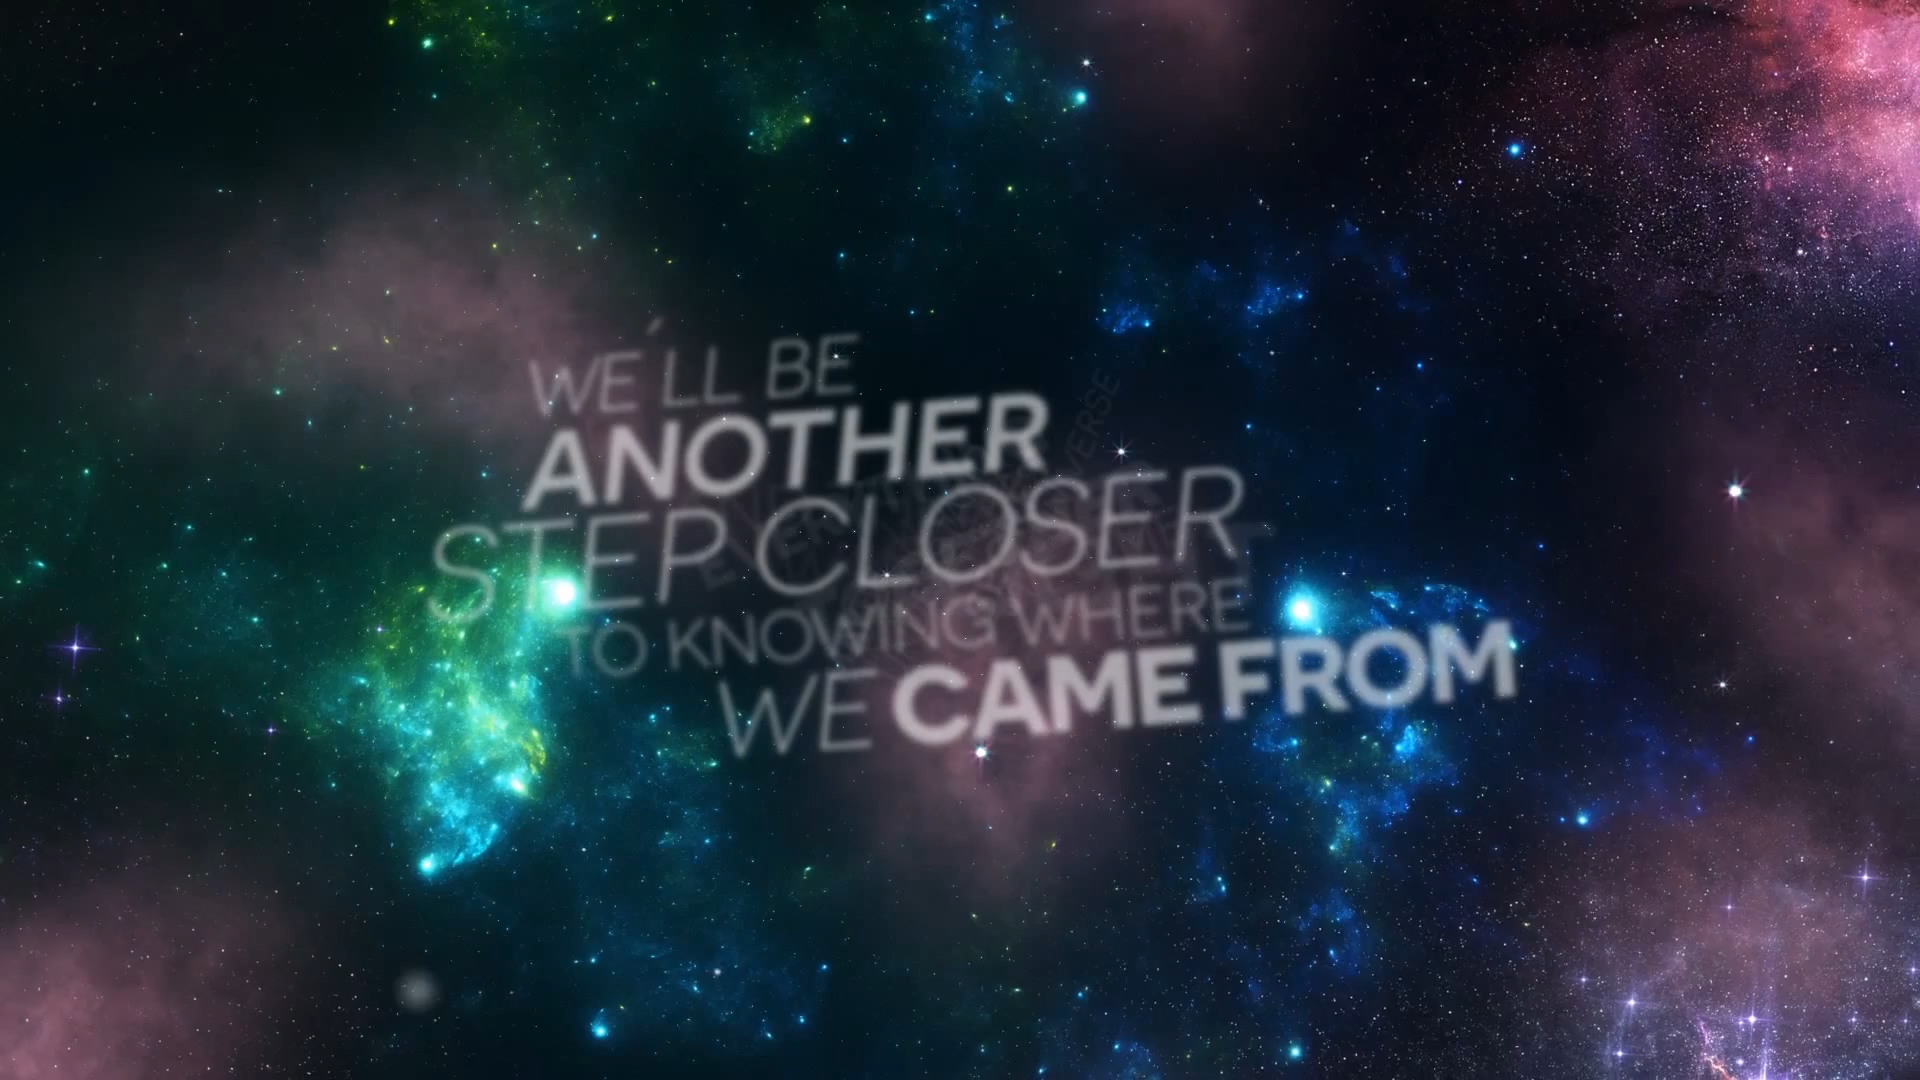 WE'LL BE
ANOTHER
STEP CLOSER
TO KNOWING WHERE
WE CAME FROM